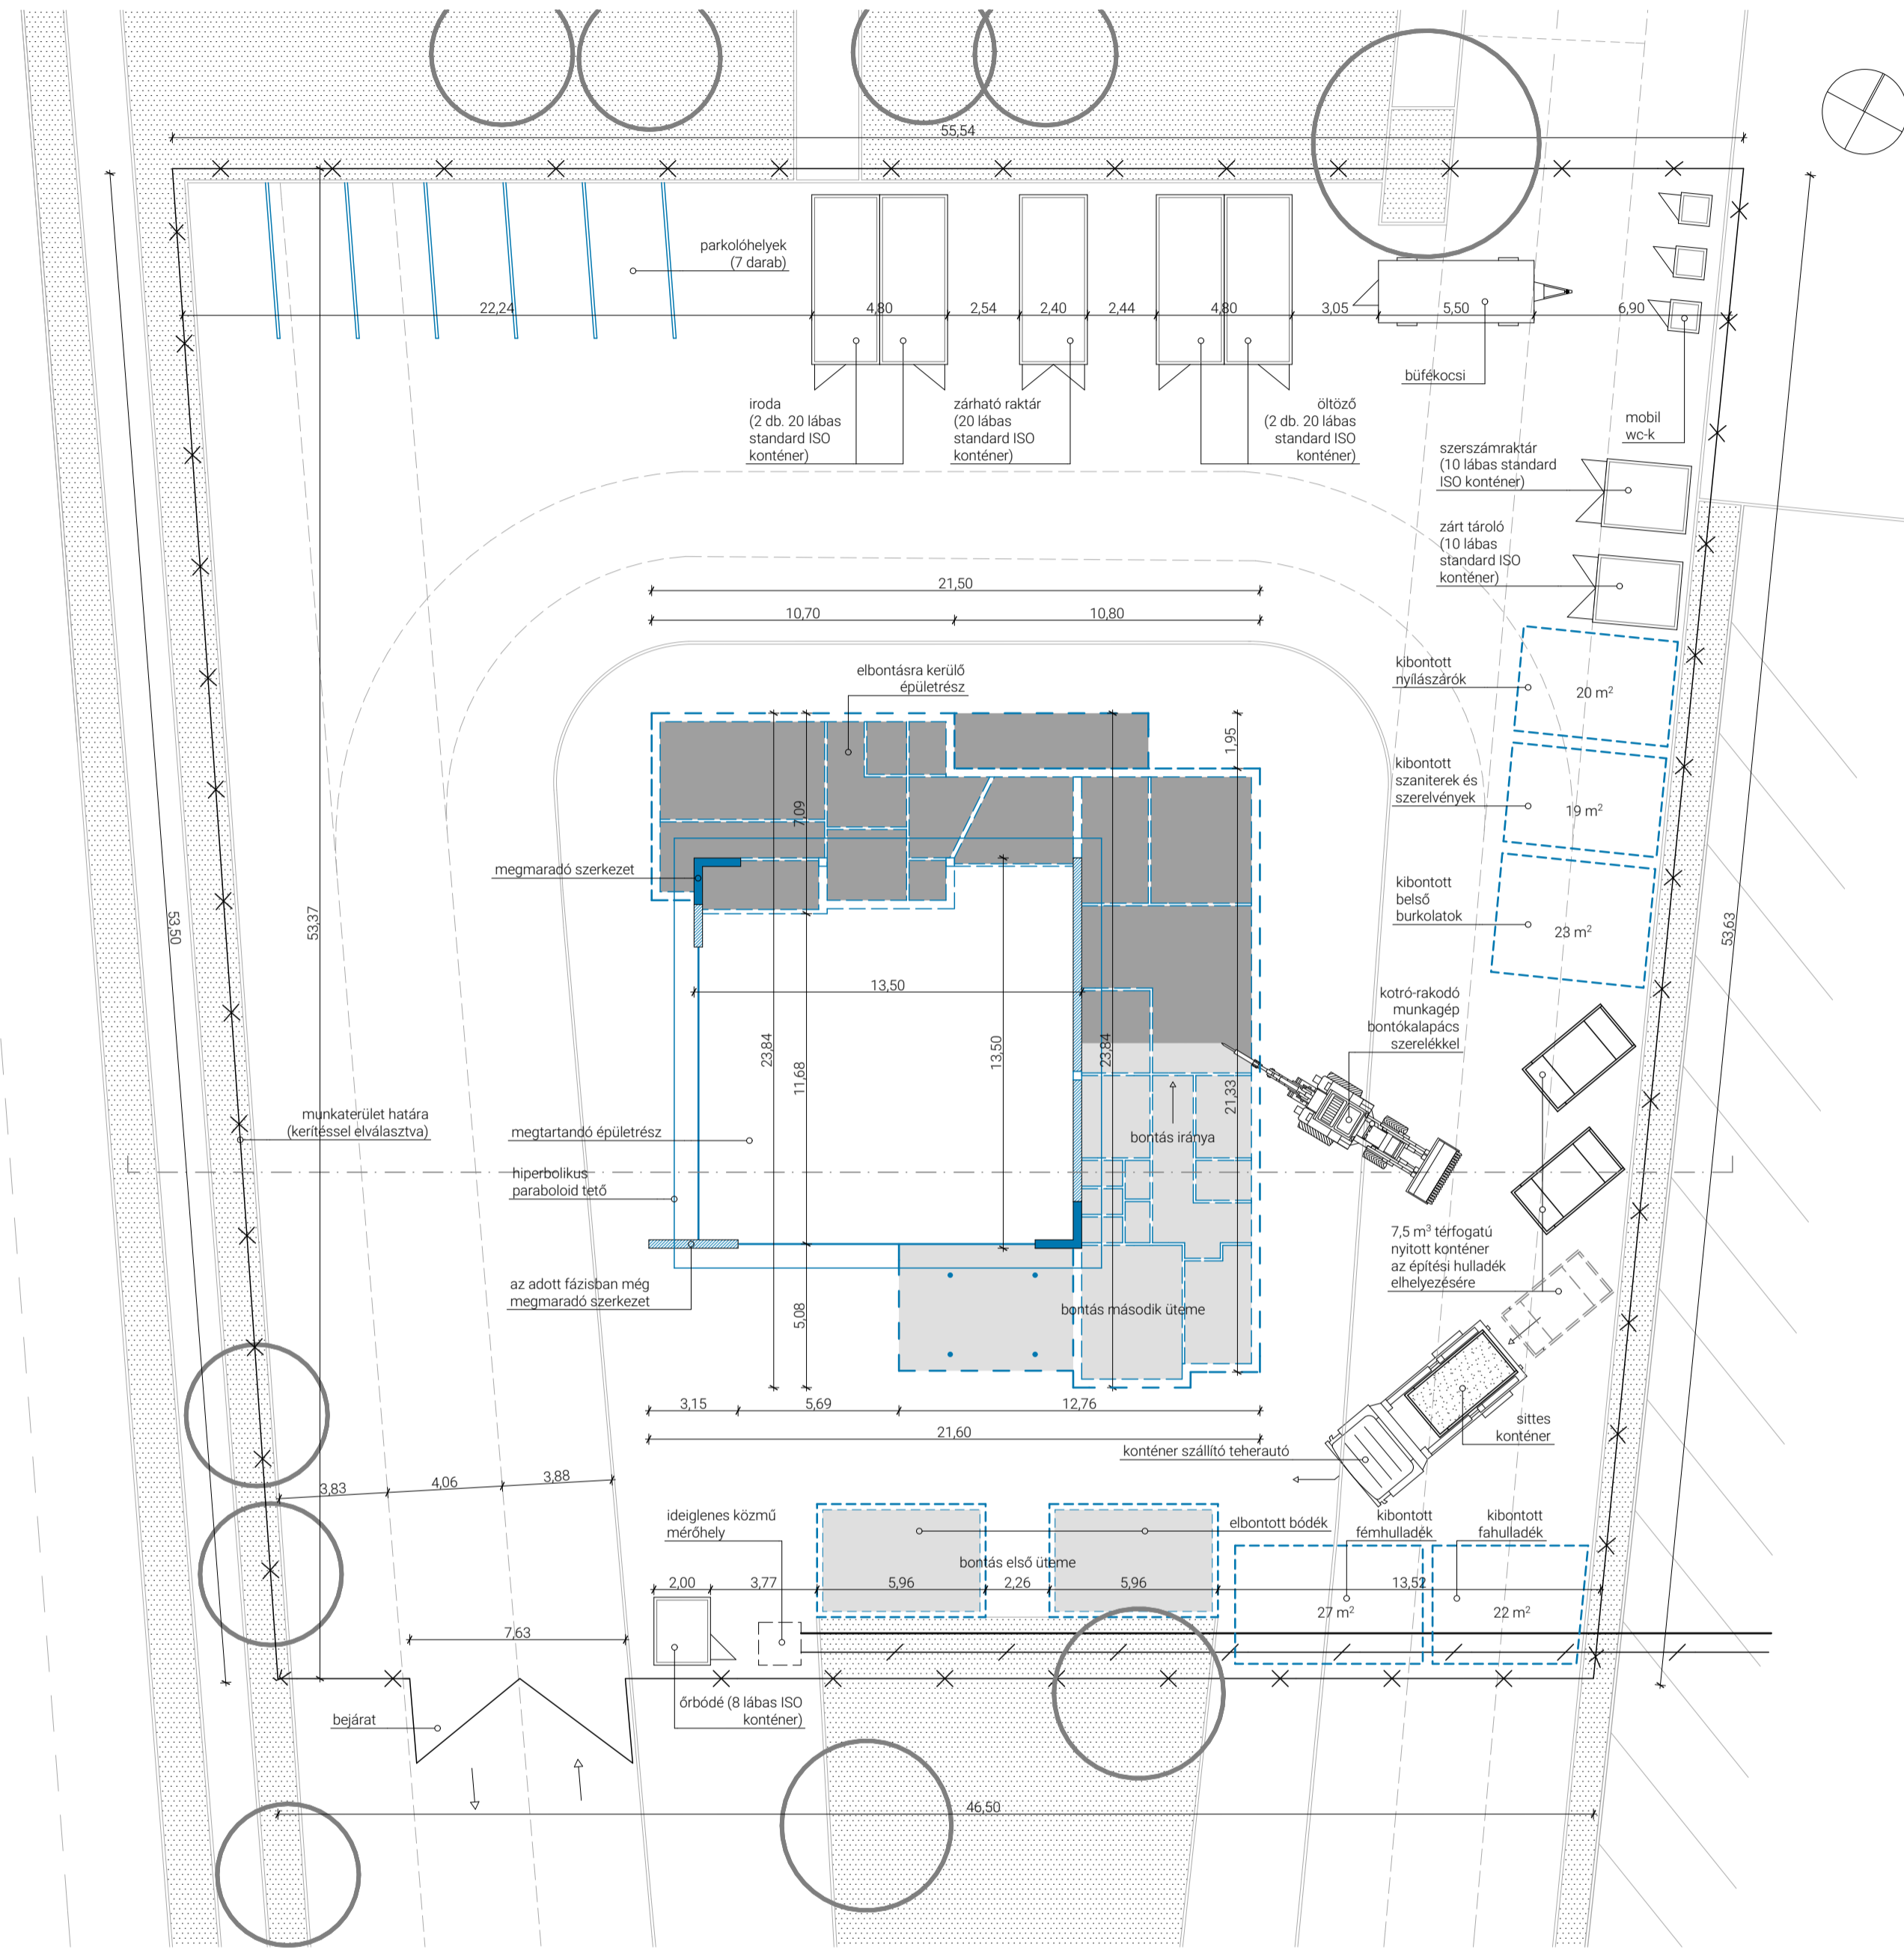 55,54
parkolóhelyek
(7 darab)
22,24
4,80
2,54
2,40
2,44
4,80
3,05
5,50
6,90
büfékocsi
iroda
(2 db. 20 lábas
standard ISO
konténer)
zárható raktár
(20 lábas
standard ISO
konténer)
öltöző
(2 db. 20 lábas
standard ISO
konténer)
mobil
wc-k
szerszámraktár
(10 lábas standard
ISO konténer)
zárt tároló
(10 lábas
standard ISO
konténer)
21,50
10,70
10,80
elbontásra kerülő
épületrész
kibontott
nyílászárók
20 m²
1,95
kibontott
szaniterek és
szerelvények
19 m²
7,09
megmaradó szerkezet
kibontott
belső
burkolatok
23 m²
53,50
53,37
53,63
13,50
kotró-rakodó
munkagép
bontókalapács
szerelékkel
23,84
11,68
13,50
23,84
21,33
munkaterület határa
(kerítéssel elválasztva)
megtartandó épületrész
bontás iránya
hiperbolikus
paraboloid tető
7,5 m³ térfogatú
nyitott konténer
az építési hulladék
elhelyezésére
az adott fázisban még
megmaradó szerkezet
5,08
bontás második üteme
3,15
5,69
12,76
21,60
sittes
konténer
konténer szállító teherautó
3,83
4,06
3,88
ideiglenes közmű
mérőhely
elbontott bódék
kibontott
fémhulladék
kibontott
fahulladék
bontás első üteme
2,00
3,77
5,96
2,26
5,96
13,52
27 m²
22 m²
7,63
őrbódé (8 lábas ISO
konténer)
bejárat
46,50